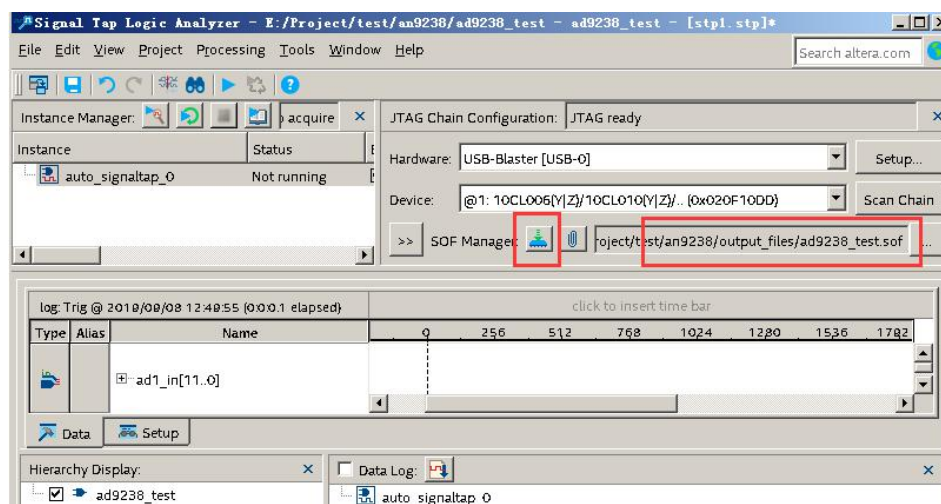 Signal Tap Logic Analyzer - E:/Project/test/an9238/ad9238_test - ad9238_test - [stp1.stp]*
File Edit View Project Processing Tools Window Help
Search altera.com
Instance Manager: acquire
JTAG Chain Configuration: JTAG ready
Instance Status
auto_signaltap_0 Not running
Hardware: USB-Blaster [USB-0] Setup...
Device: @1: 10CL006(Y|Z)/10CL010(Y|Z)/.. (0x020F10DD) Scan Chain
>> SOF Manager: roject/test/an9238/output_files/ad9238_test.sof ...
log: Trig @ 2019/09/08 12:49:55 (0:0:0.1 elapsed) click to insert time bar
Type Alias Name 0 256 512 768 1024 1280 1536 1792
ad1_in[11..0]
Data Setup
Hierarchy Display: Data Log:
ad9238_test auto_signaltap_0